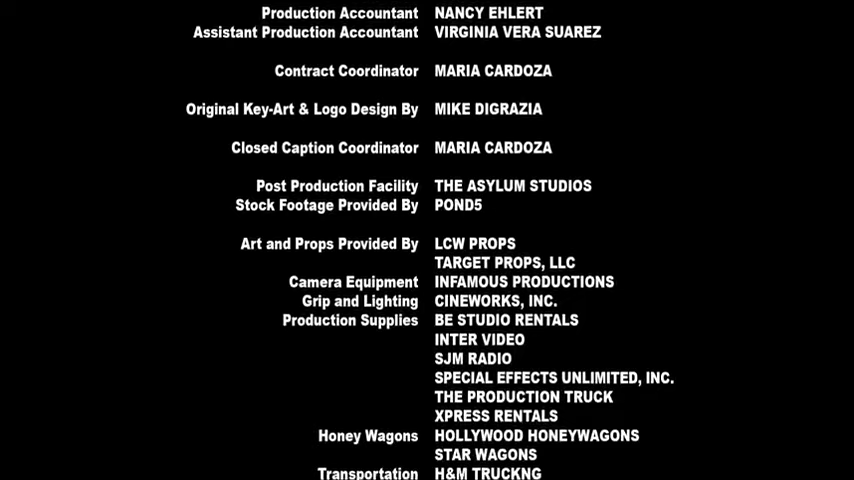 Production Accountant NANCY EHLERT
Assistant Production Accountant VIRGINIA VERA SUAREZ
Contract Coordinator MARIA CARDOZA
Original Key-Art & Logo Design By MIKE DIGRAZIA
Closed Caption Coordinator MARIA CARDOZA
Post Production Facility THE ASYLUM STUDIOS
Stock Footage Provided By POND5
Art and Props Provided By LCW PROPS
TARGET PROPS, LLC
Camera Equipment INFAMOUS PRODUCTIONS
Grip and Lighting CINEWORKS, INC.
Production Supplies BE STUDIO RENTALS
INTER VIDEO
SJM RADIO
SPECIAL EFFECTS UNLIMITED, INC.
THE PRODUCTION TRUCK
XPRESS RENTALS
Honey Wagons HOLLYWOOD HONEYWAGONS
STAR WAGONS
Transportation H&M TRUCKNG